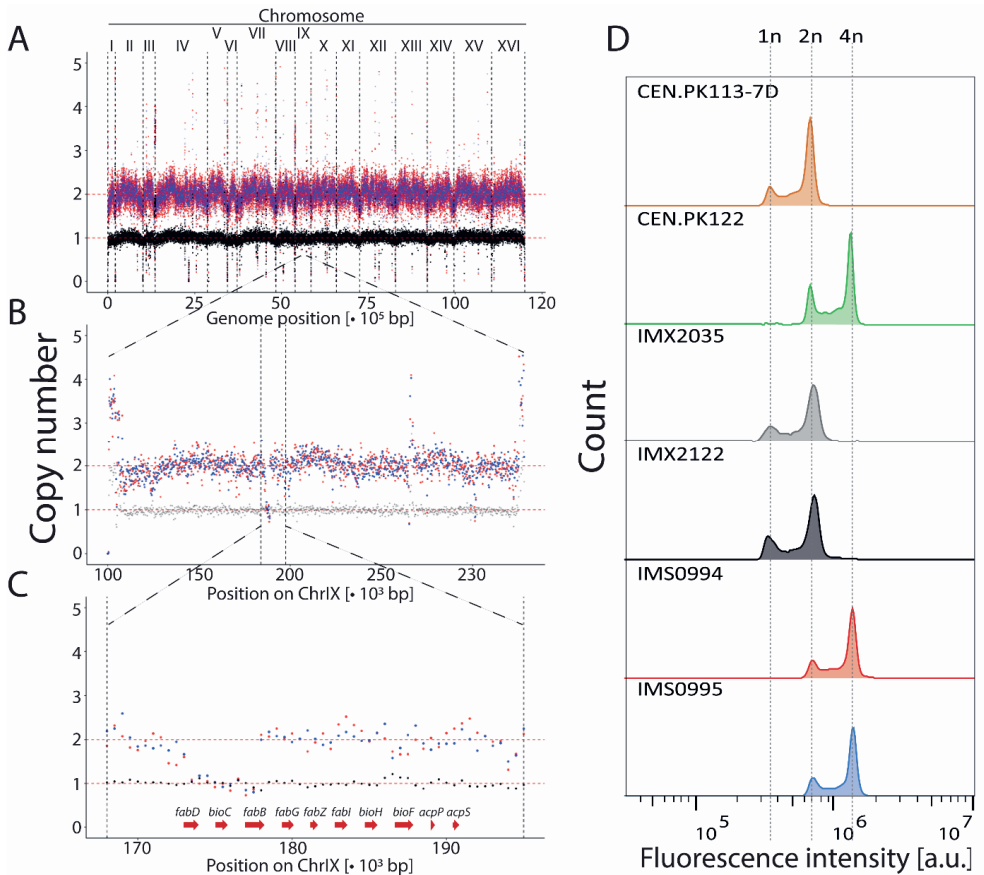 A
Chromosome
I II III IV V VI VII VIII IX X XI XII XIII XIV XV XVI
5
4
3
2
1
0
0 25 50 75 100 120
Genome position [• 10⁵ bp]
B
Copy number
5
4
3
2
1
0
100 150 200 250 230
Position on ChrIX [• 10³ bp]
C
5
4
3
2
1
0
fabD bioC fabB fabG fabZ fabI bioH bioF acpP acpS
170 180 190
Position on ChrIX [• 10³ bp]
D
1n 2n 4n
Count
CEN.PK113-7D
CEN.PK122
IMX2035
IMX2122
IMS0994
IMS0995
10⁵ 10⁶ 10⁷
Fluorescence intensity [a.u.]